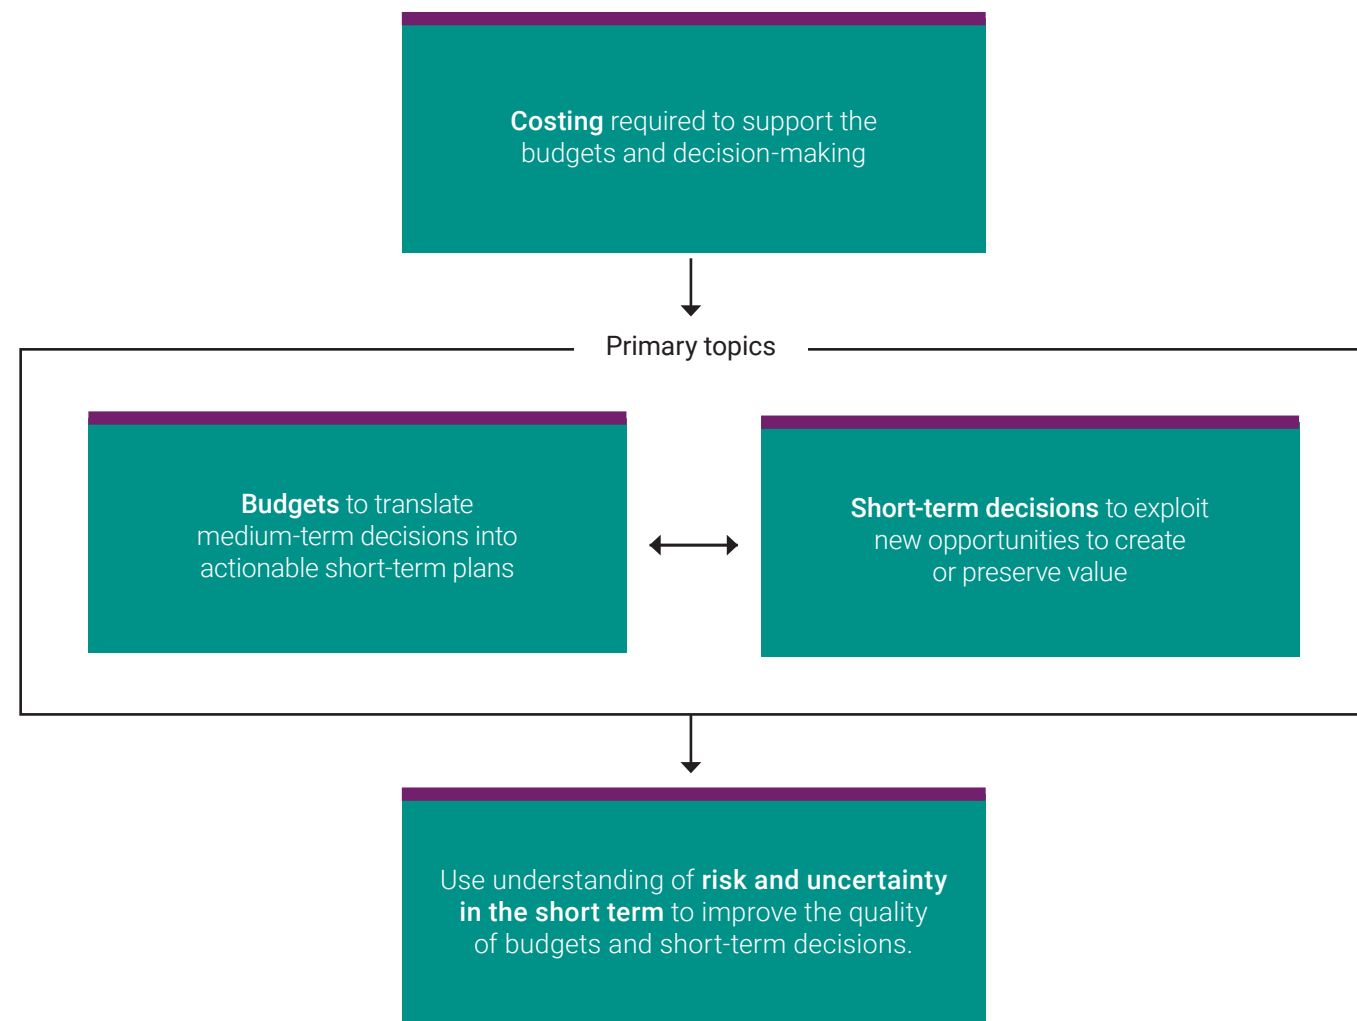 Costing required to support the
budgets and decision-making
Primary topics
Budgets to translate
medium-term decisions into
actionable short-term plans
Short-term decisions to exploit
new opportunities to create
or preserve value
Use understanding of risk and uncertainty
in the short term to improve the quality
of budgets and short-term decisions.